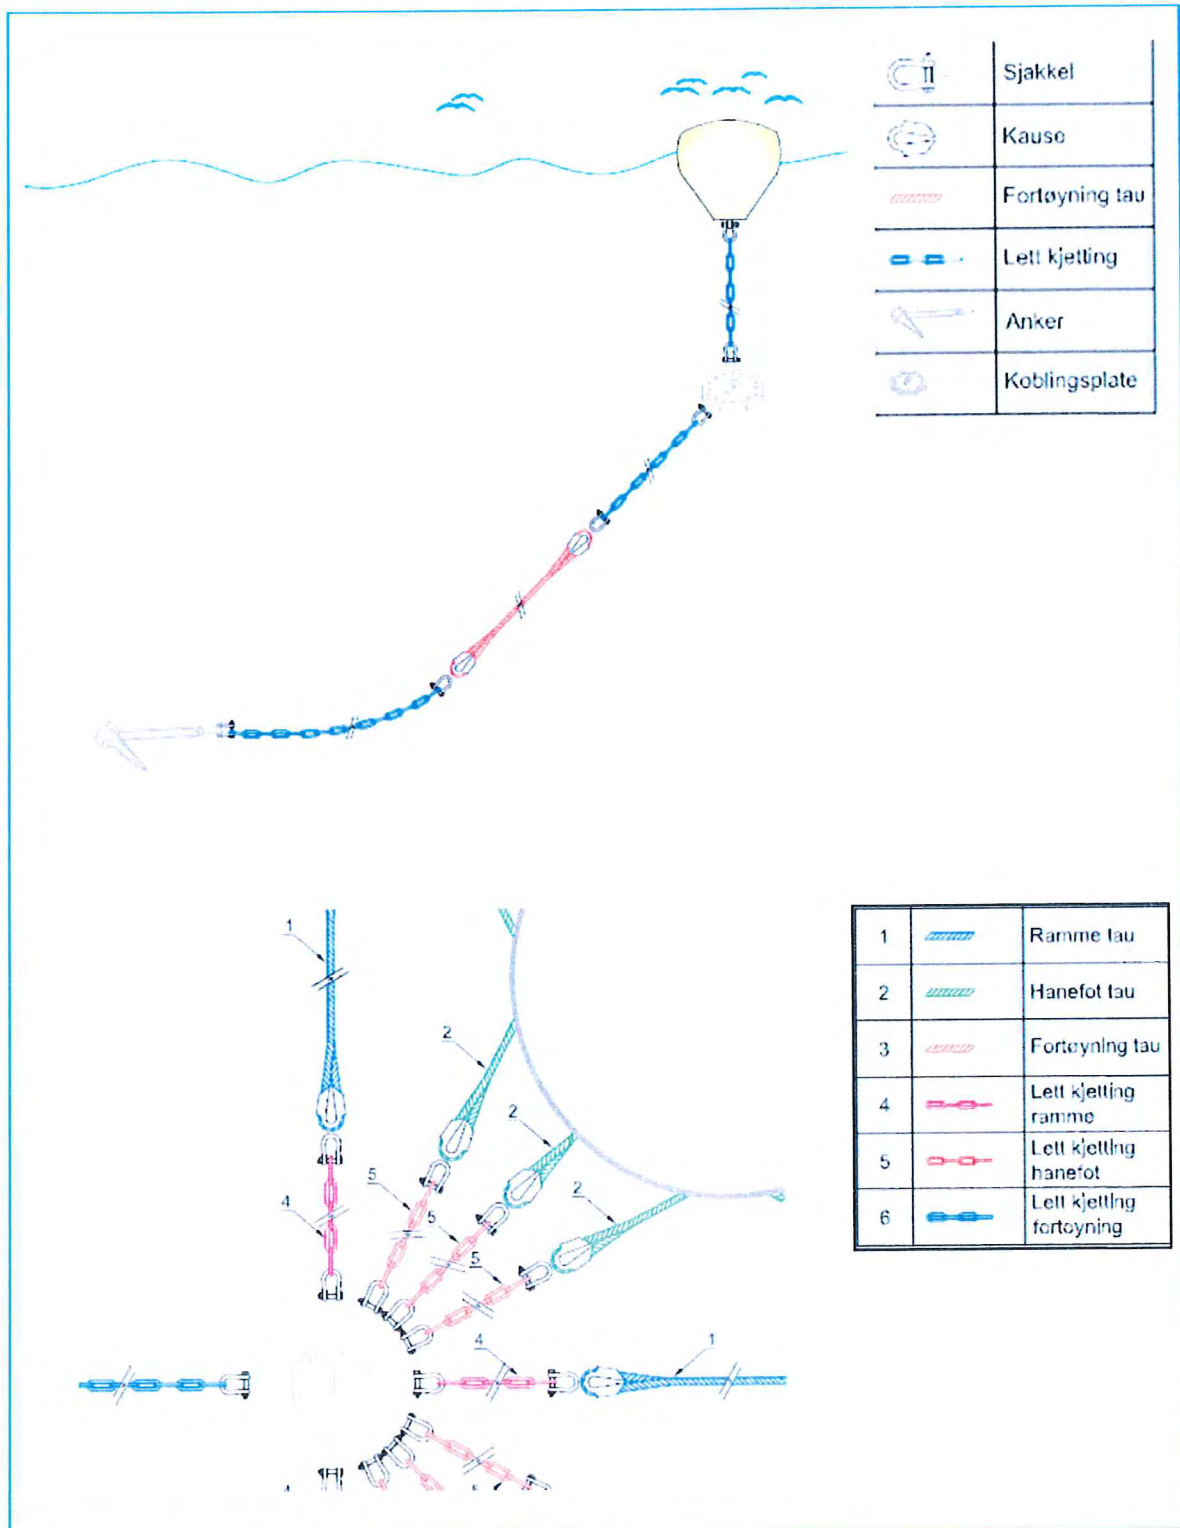 Sjakkel
Kause
Fortøyning tau
Lett kjetting
Anker
Koblingsplate
1
2
2
2
5
5
5
4
4
1
5
1 Ramme tau
2 Hanefot tau
3 Fortøyning tau
4 Lett kjetting
ramme
5 Lett kjetting
hanefot
6 Lett kjetting
fortøyning